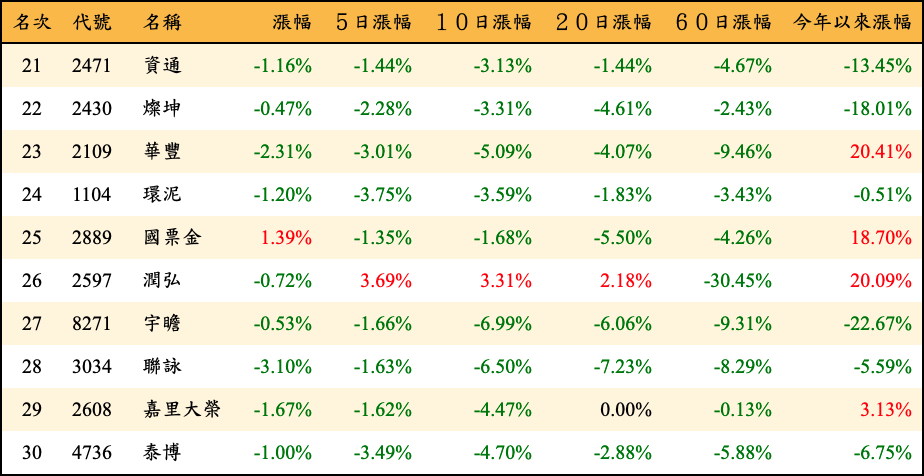 名次 代號 名稱 漲幅 5日漲幅 10日漲幅 20日漲幅 60日漲幅 今年以來漲幅
21 2471 資通 -1.16% -1.44% -3.13% -1.44% -4.67% -13.45%
22 2430 燦坤 -0.47% -2.28% -3.31% -4.61% -2.43% -18.01%
23 2109 華豐 -2.31% -3.01% -5.09% -4.07% -9.46% 20.41%
24 1104 環泥 -1.20% -3.75% -3.59% -1.83% -3.43% -0.51%
25 2889 國票金 1.39% -1.35% -1.68% -5.50% -4.26% 18.70%
26 2597 潤弘 -0.72% 3.69% 3.31% 2.18% -30.45% 20.09%
27 8271 宇瞻 -0.53% -1.66% -6.99% -6.06% -9.31% -22.67%
28 3034 聯詠 -3.10% -1.63% -6.50% -7.23% -8.29% -5.59%
29 2608 嘉里大榮 -1.67% -1.62% -4.47% 0.00% -0.13% 3.13%
30 4736 泰博 -1.00% -3.49% -4.70% -2.88% -5.88% -6.75%